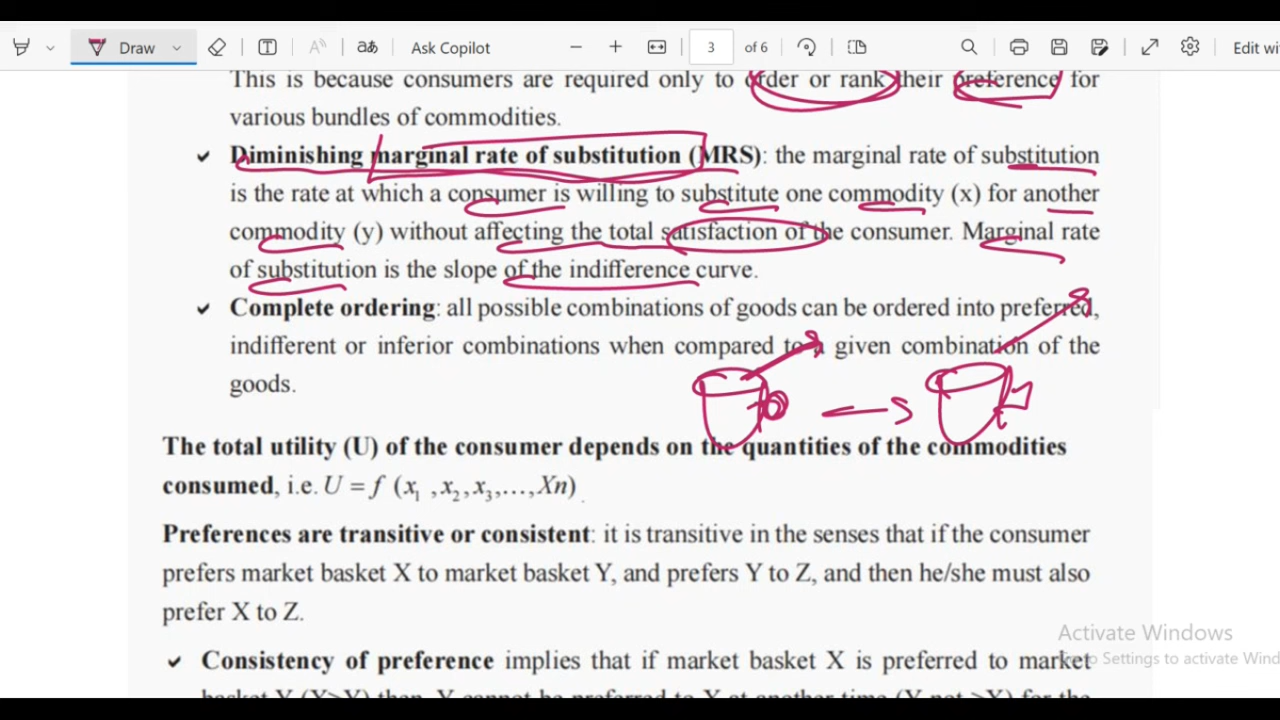 Draw
Ask Copilot
3 of 6
Edit wi
This is because consumers are required only to order or rank their preference for
various bundles of commodities.
✓ Diminishing marginal rate of substitution (MRS): the marginal rate of substitution
is the rate at which a consumer is willing to substitute one commodity (x) for another
commodity (y) without affecting the total satisfaction of the consumer. Marginal rate
of substitution is the slope of the indifference curve.
✓ Complete ordering: all possible combinations of goods can be ordered into preferred,
indifferent or inferior combinations when compared to a given combination of the
goods.
The total utility (U) of the consumer depends on the quantities of the commodities
consumed, i.e. U = f (x₁ ,x₂,x₃,…,Xn) .
Preferences are transitive or consistent: it is transitive in the senses that if the consumer
prefers market basket X to market basket Y, and prefers Y to Z, and then he/she must also
prefer X to Z.
Activate Windows
Go to Settings to activate Wind
✓ Consistency of preference implies that if market basket X is preferred to market